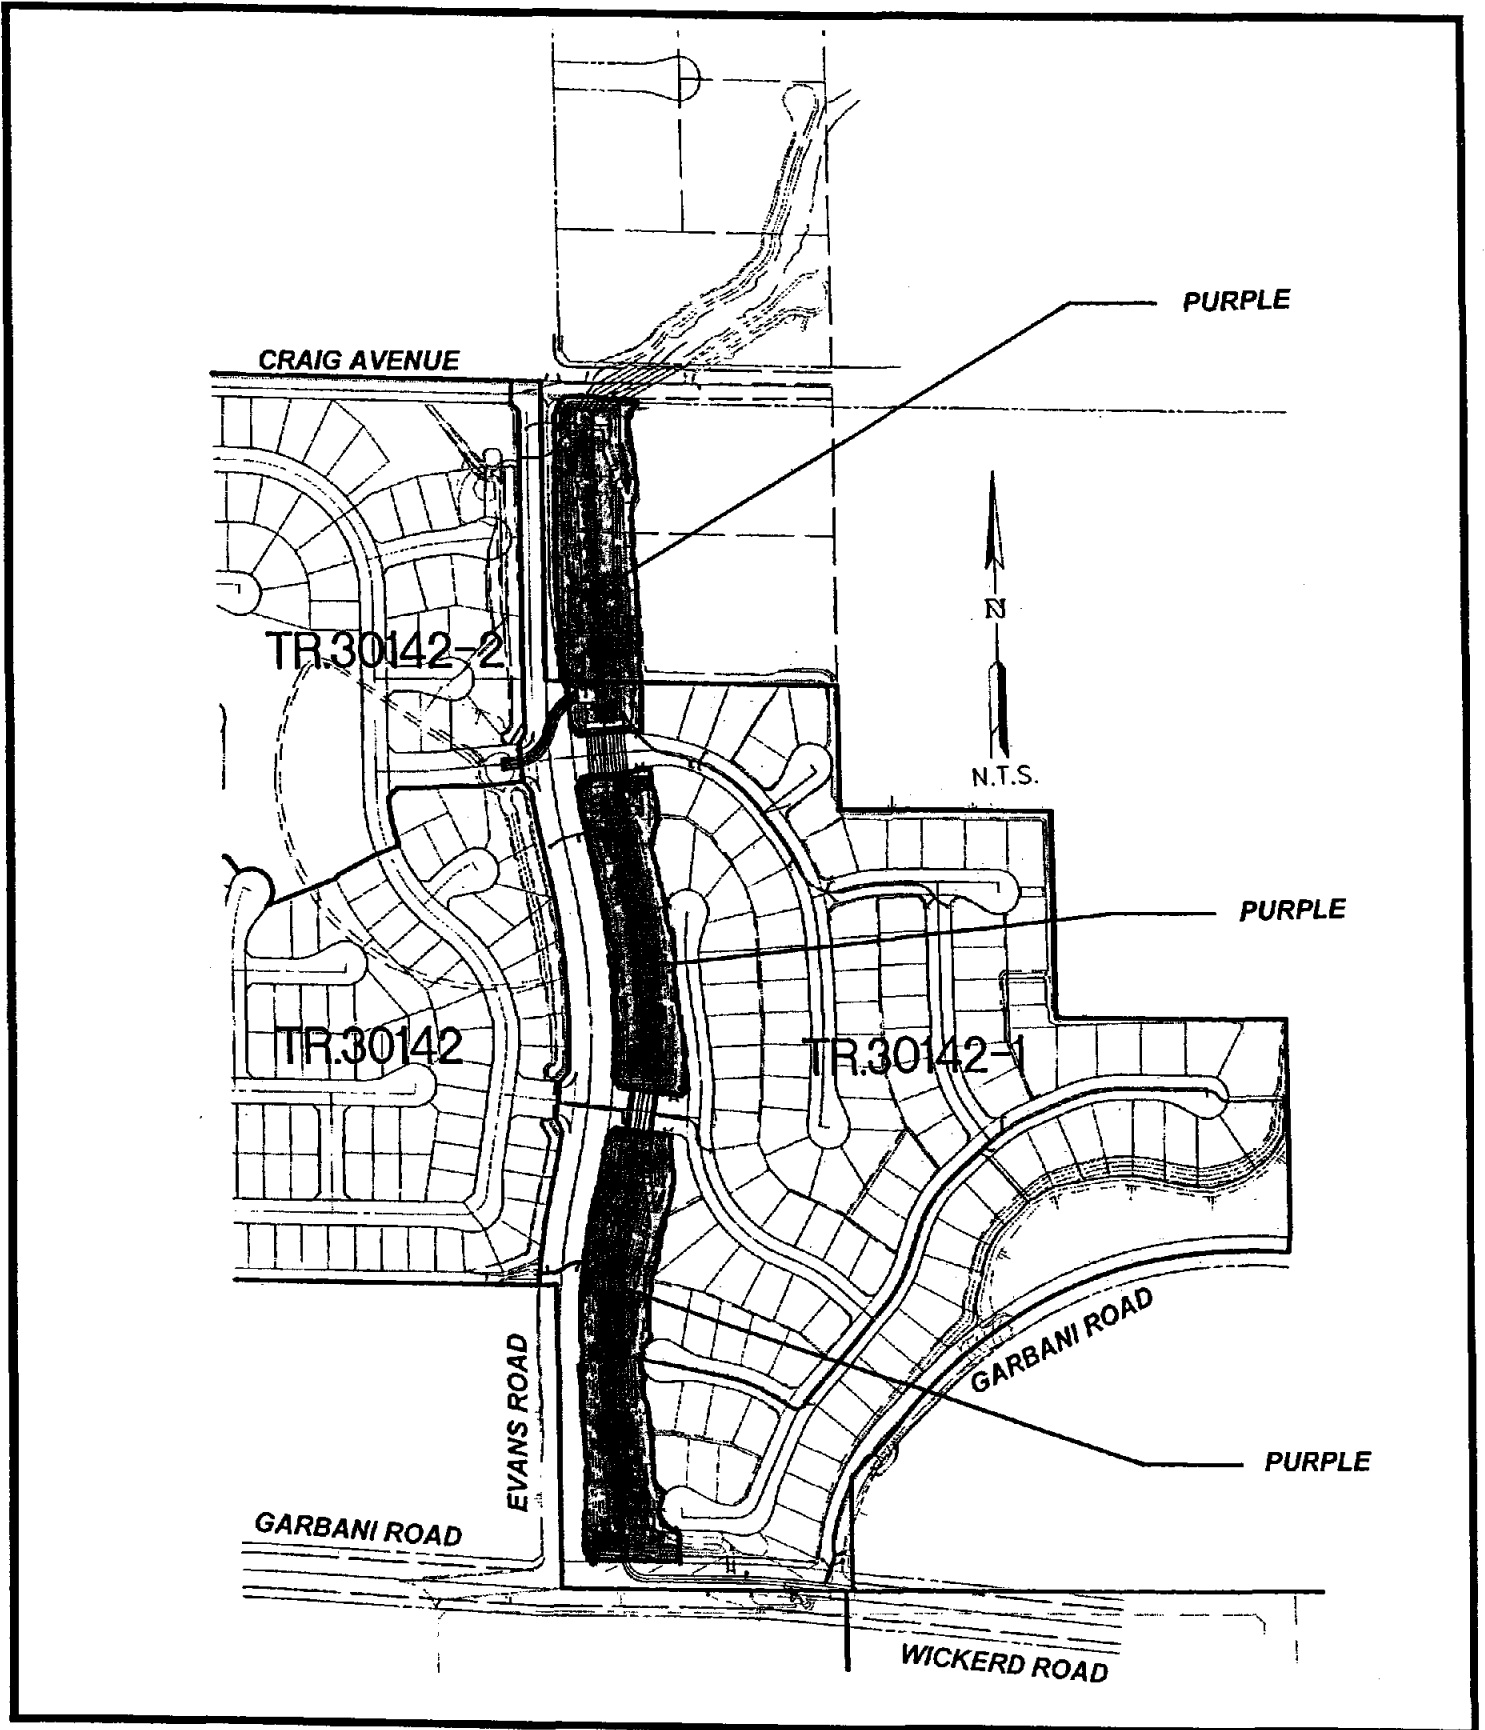 PURPLE
CRAIG AVENUE
N
TR.30142-2
N.T.S.
PURPLE
TR.30142
TR.30142-1
GARBANI ROAD
EVANS ROAD
PURPLE
GARBANI ROAD
WICKERD ROAD